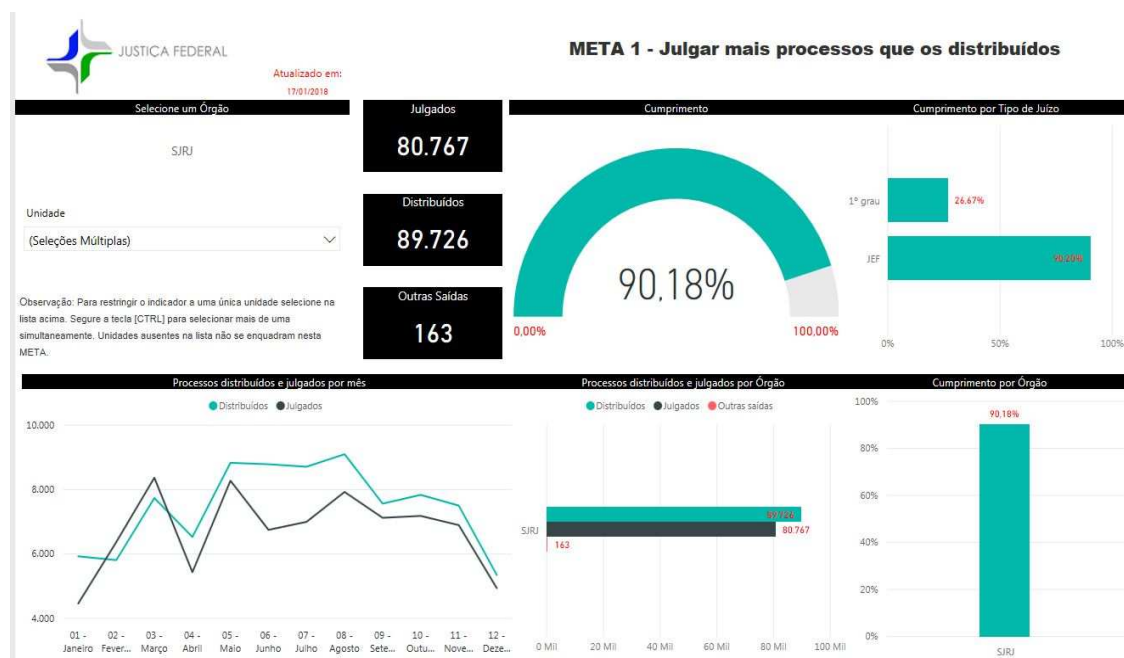 JUSTIÇA FEDERAL
META 1 - Julgar mais processos que os distribuídos
Atualizado em:
17/01/2018
Selecione um Órgão
SJRJ
Unidade
(Seleções Múltiplas)
Observação: Para restringir o indicador a uma única unidade selecione na
lista acima. Segure a tecla [CTRL] para selecionar mais de uma
simultaneamente. Unidades ausentes na lista não se enquadram nesta
META.
Julgados
80.767
Distribuídos
89.726
Outras Saídas
163
Cumprimento
90,18%
0,00%
100,00%
Cumprimento por Tipo de Juízo
1º grau
26.67%
JEF
90,20%
0%
50%
100%
Processos distribuídos e julgados por mês
Distribuídos Julgados
10.000
8.000
6.000
4.000
01 - 02 - 03 - 04 - 05 - 06 - 07 - 08 - 09 - 10 - 11 - 12 -
Janeiro Fever... Março Abril Maio Junho Julho Agosto Sete... Outu... Nove... Deze...
Processos distribuídos e julgados por Órgão
Distribuídos Julgados Outras saídas
SJRJ
89.726
80.767
163
0 Mil 20 Mil 40 Mil 60 Mil 80 Mil 100 Mil
Cumprimento por Órgão
100%
80%
60%
40%
20%
0%
90,18%
SJRJ